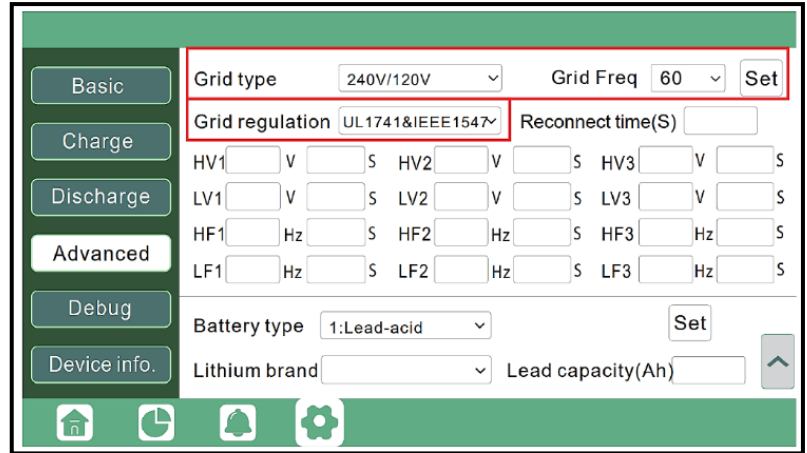 Basic
Charge
Discharge
Advanced
Debug
Device info.
Grid type 240V/120V Grid Freq 60 Set
Grid regulation UL1741&IEEE1547 Reconnect time(S)
HV1 V S HV2 V S HV3 V S
LV1 V S LV2 V S LV3 V S
HF1 Hz S HF2 Hz S HF3 Hz S
LF1 Hz S LF2 Hz S LF3 Hz S
Battery type 1:Lead-acid Set
Lithium brand Lead capacity(Ah)